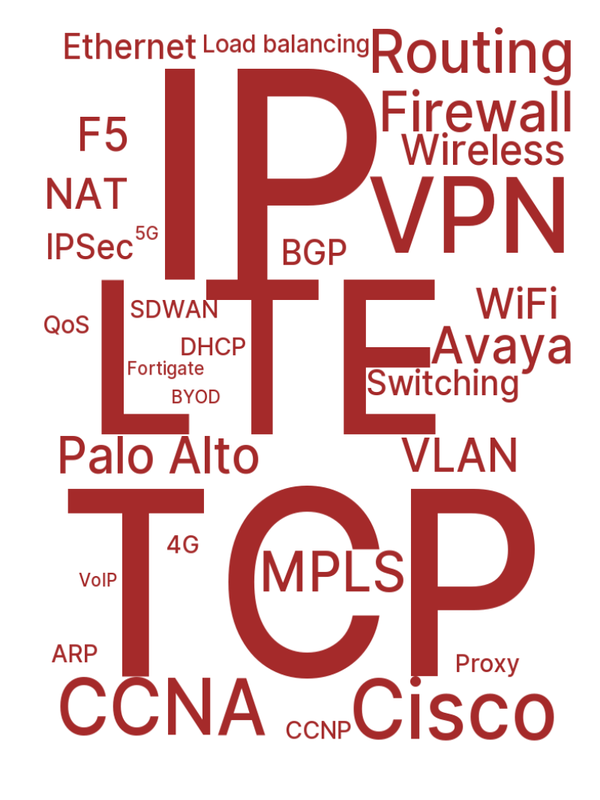 Ethernet
Load balancing
Routing
IP
Firewall
F5
Wireless
NAT
VPN
5G
IPSec
BGP
LTE
SDWAN
WiFi
QoS
DHCP
Avaya
Fortigate
Switching
BYOD
Palo Alto
VLAN
TCP
4G
MPLS
VoIP
ARP
Proxy
CCNA
Cisco
CCNP